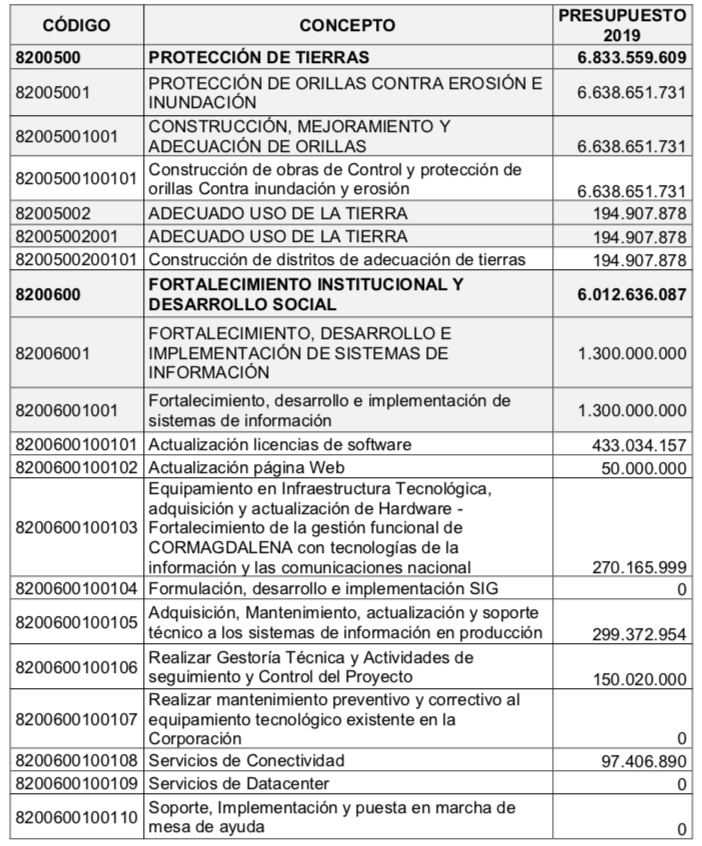 CÓDIGO CONCEPTO PRESUPUESTO
2019
8200500 PROTECCIÓN DE TIERRAS 6.833.559.609
82005001 PROTECCIÓN DE ORILLAS CONTRA EROSIÓN E
INUNDACIÓN 6.638.651.731
82005001001 CONSTRUCCIÓN, MEJORAMIENTO Y
ADECUACIÓN DE ORILLAS 6.638.651.731
8200500100101 Construcción de obras de Control y protección de
orillas Contra inundación y erosión 6.638.651.731
82005002 ADECUADO USO DE LA TIERRA 194.907.878
82005002001 ADECUADO USO DE LA TIERRA 194.907.878
8200500200101 Construcción de distritos de adecuación de tierras 194.907.878
8200600 FORTALECIMIENTO INSTITUCIONAL Y
DESARROLLO SOCIAL 6.012.636.087
82006001 FORTALECIMIENTO, DESARROLLO E
IMPLEMENTACIÓN DE SISTEMAS DE
INFORMACIÓN 1.300.000.000
82006001001 Fortalecimiento, desarrollo e implementación de
sistemas de información 1.300.000.000
8200600100101 Actualización licencias de software 433.034.157
8200600100102 Actualización página Web 50.000.000
8200600100103 Equipamiento en Infraestructura Tecnológica,
adquisición y actualización de Hardware -
Fortalecimiento de la gestión funcional de
CORMAGDALENA con tecnologías de la
información y las comunicaciones nacional 270.165.999
8200600100104 Formulación, desarrollo e implementación SIG 0
8200600100105 Adquisición, Mantenimiento, actualización y soporte
técnico a los sistemas de información en producción 299.372.954
8200600100106 Realizar Gestoría Técnica y Actividades de
seguimiento y Control del Proyecto 150.020.000
8200600100107 Realizar mantenimiento preventivo y correctivo al
equipamiento tecnológico existente en la
Corporación 0
8200600100108 Servicios de Conectividad 97.406.890
8200600100109 Servicios de Datacenter 0
8200600100110 Soporte, Implementación y puesta en marcha de
mesa de ayuda 0